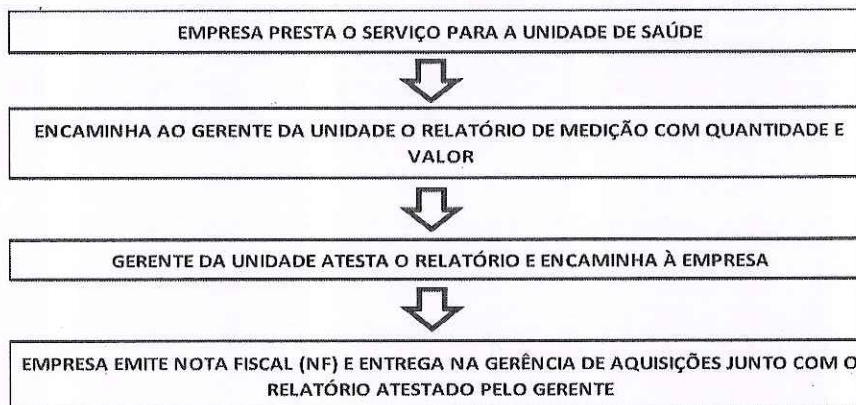 EMPRESA PRESTA O SERVIÇO PARA A UNIDADE DE SAÚDE
ENCAMINHA AO GERENTE DA UNIDADE O RELATÓRIO DE MEDIÇÃO COM QUANTIDADE E
VALOR
GERENTE DA UNIDADE ATESTA O RELATÓRIO E ENCAMINHA À EMPRESA
EMPRESA EMITE NOTA FISCAL (NF) E ENTREGA NA GERÊNCIA DE AQUISIÇÕES JUNTO COM O
RELATÓRIO ATESTADO PELO GERENTE